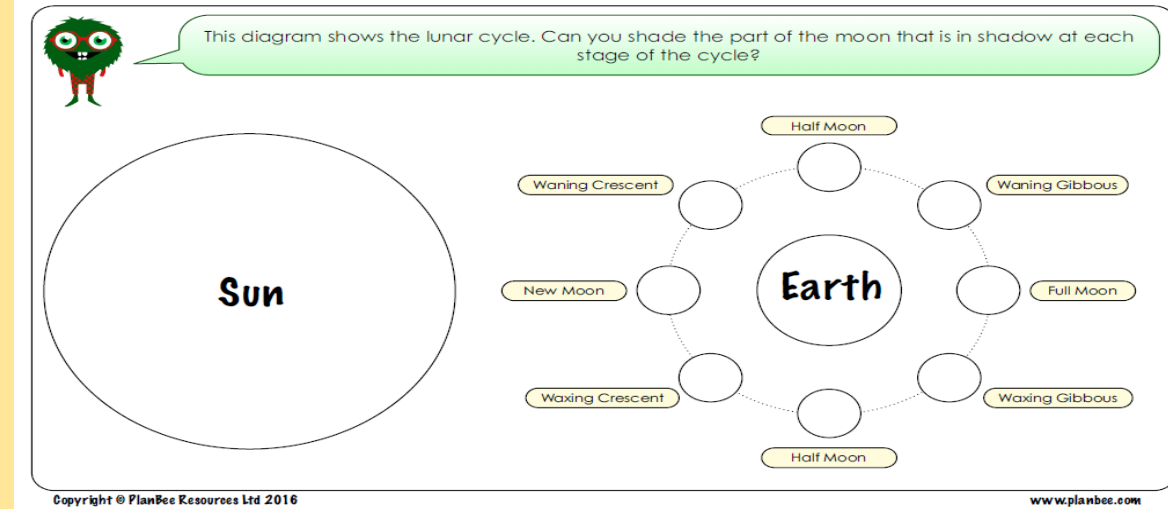 This diagram shows the lunar cycle. Can you shade the part of the moon that is in shadow at each
stage of the cycle?
Half Moon
Waning Crescent
Waning Gibbous
Sun
New Moon
Earth
Full Moon
Waxing Crescent
Waxing Gibbous
Half Moon
Copyright © PlanBee Resources Ltd 2016
www.planbee.com